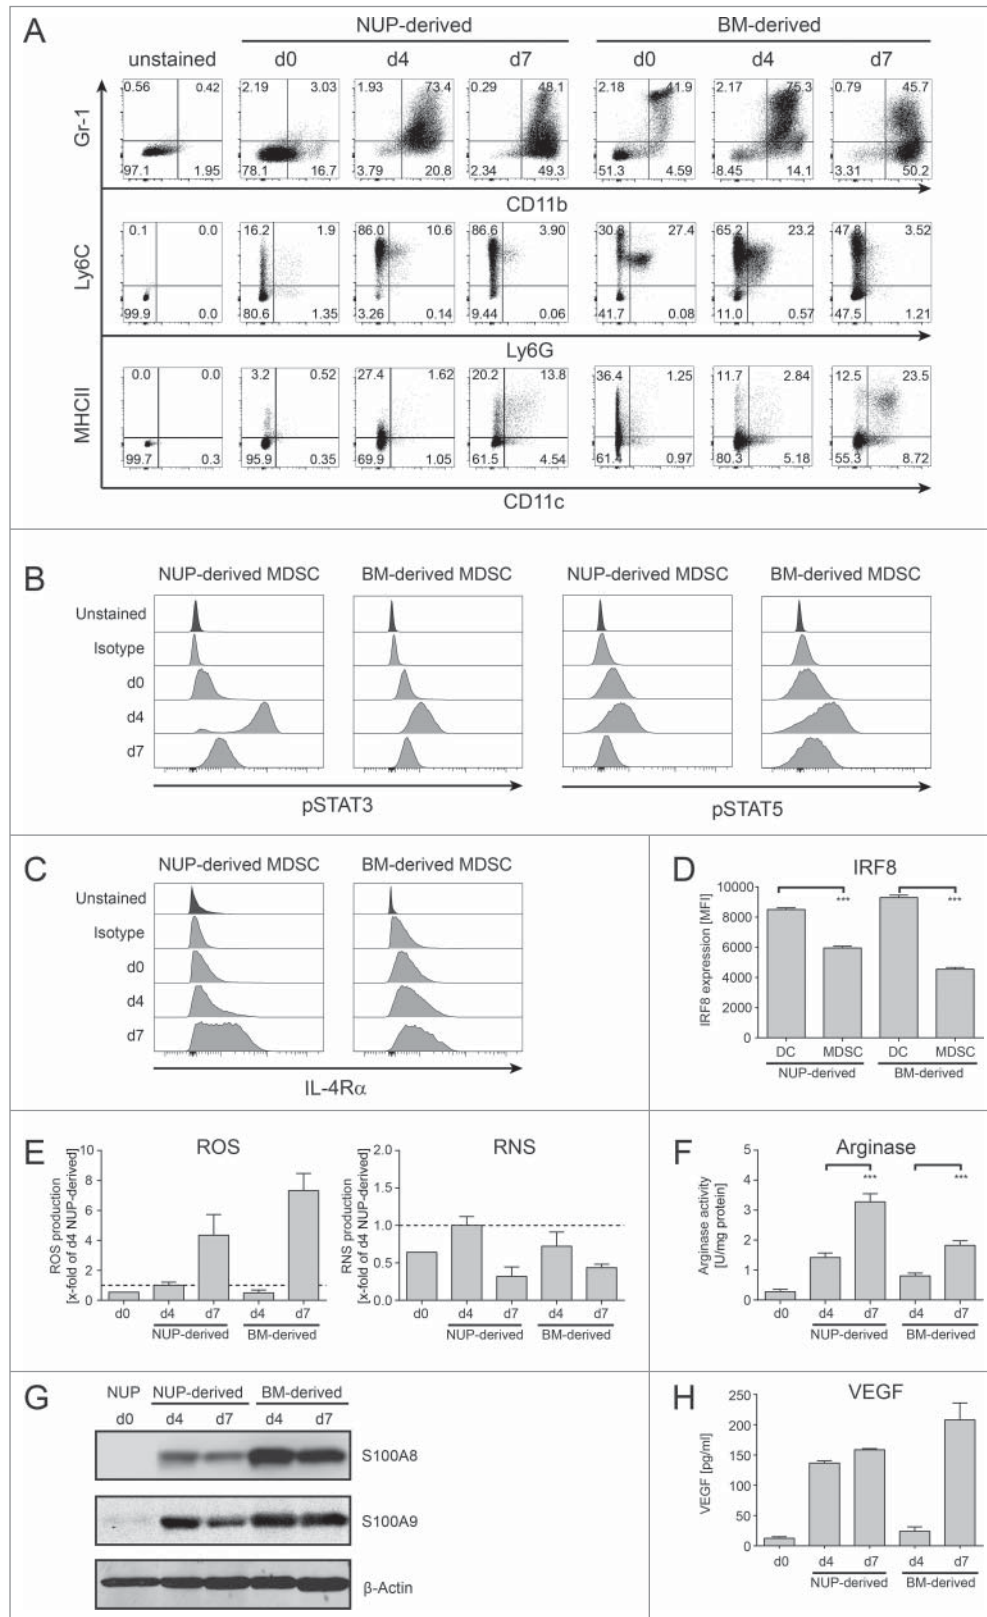 A
NUP-derived BM-derived
unstained d0 d4 d7 d0 d4 d7
0.56 0.42 2.19 3.03 1.93 73.4 0.29 48.1 2.18 41.9 2.17 75.3 0.79 45.7
Gr-1
97.1 1.95 78.1 16.7 3.79 20.8 2.34 49.3 51.3 4.59 8.45 14.1 3.31 50.2
CD11b
0.1 0.0 16.2 1.9 86.0 10.6 86.6 3.90 27.4 65.2 23.2 47.8 3.52
Ly6C
99.9 0.0 80.6 1.35 3.26 0.14 9.44 0.06 41.7 0.08 11.0 0.57 47.5 1.21
Ly6G
0.0 0.0 3.2 0.52 27.4 1.62 20.2 13.8 36.4 1.25 11.7 2.84 12.5 23.5
MHCII
99.7 0.3 95.9 0.35 69.9 1.05 61.5 4.54 61.4 0.97 80.3 5.18 55.3 8.72
CD11c
B
NUP-derived MDSC BM-derived MDSC NUP-derived MDSC BM-derived MDSC
Unstained
Isotype
d0
d4
d7
pSTAT3 pSTAT5
C
NUP-derived MDSC BM-derived MDSC
Unstained
Isotype
d0
d4
d7
IL-4Rα
D
IRF8
IRF8 expression [MFI]
10000
8000
6000
4000
2000
0
*** ***
DC MDSC DC MDSC
NUP-derived BM-derived
E
ROS
ROS production
[x-fold of d4 NUP-derived]
10
8
6
4
2
0
d0 d4 d7 d4 d7
NUP-derived BM-derived
RNS
RNS production
[x-fold of d4 NUP-derived]
2.0
1.5
1.0
0.5
0.0
d0 d4 d7 d4 d7
NUP-derived BM-derived
F
Arginase
Arginase activity
[U/mg protein]
5
4
3
2
1
0
*** ***
d0 d4 d7 d4 d7
NUP-derived BM-derived
G
NUP NUP-derived BM-derived
d0 d4 d7 d4 d7
S100A8
S100A9
β-Actin
H
VEGF
VEGF [pg/ml]
250
200
150
100
50
0
d0 d4 d7 d4 d7
NUP-derived BM-derived